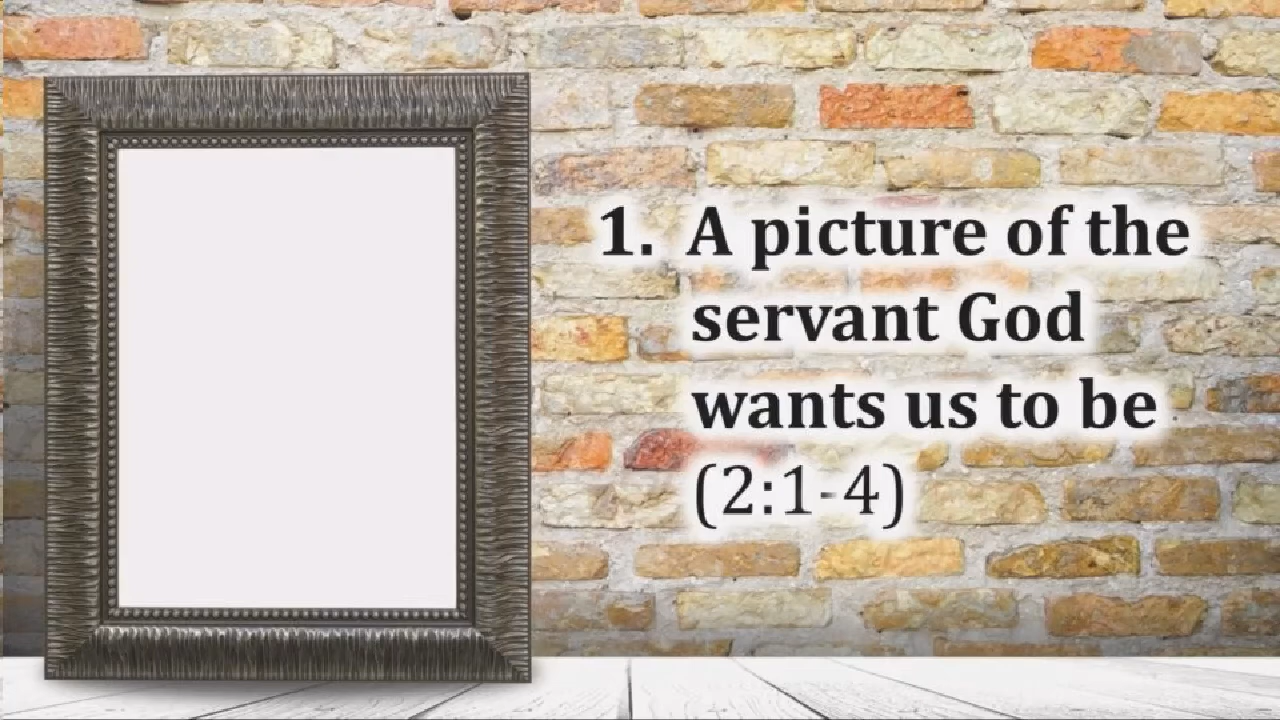 1. A picture of the
servant God
wants us to be
(2:1-4)